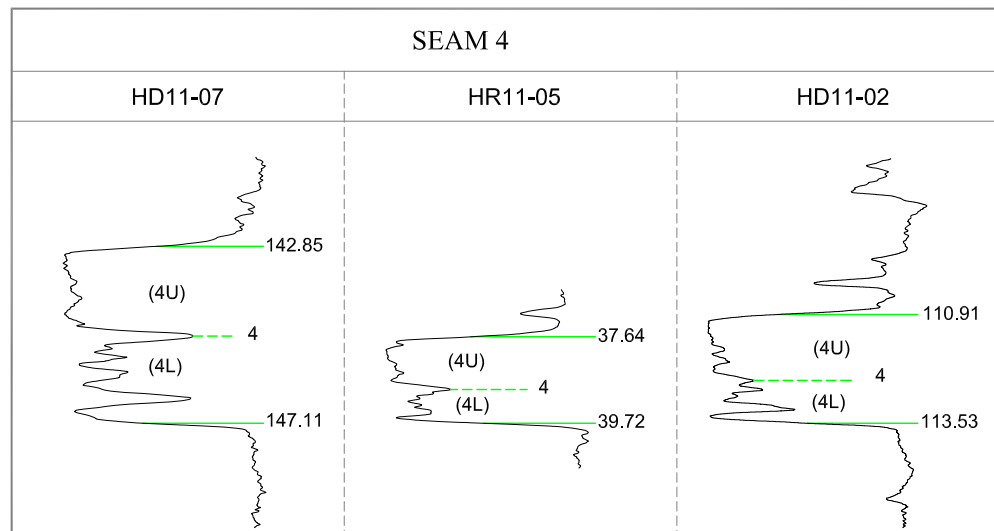 SEAM 4
HD11-07
HR11-05
HD11-02
142.85
(4U)
4
(4L)
147.11
37.64
(4U)
4
(4L)
39.72
110.91
(4U)
4
(4L)
113.53